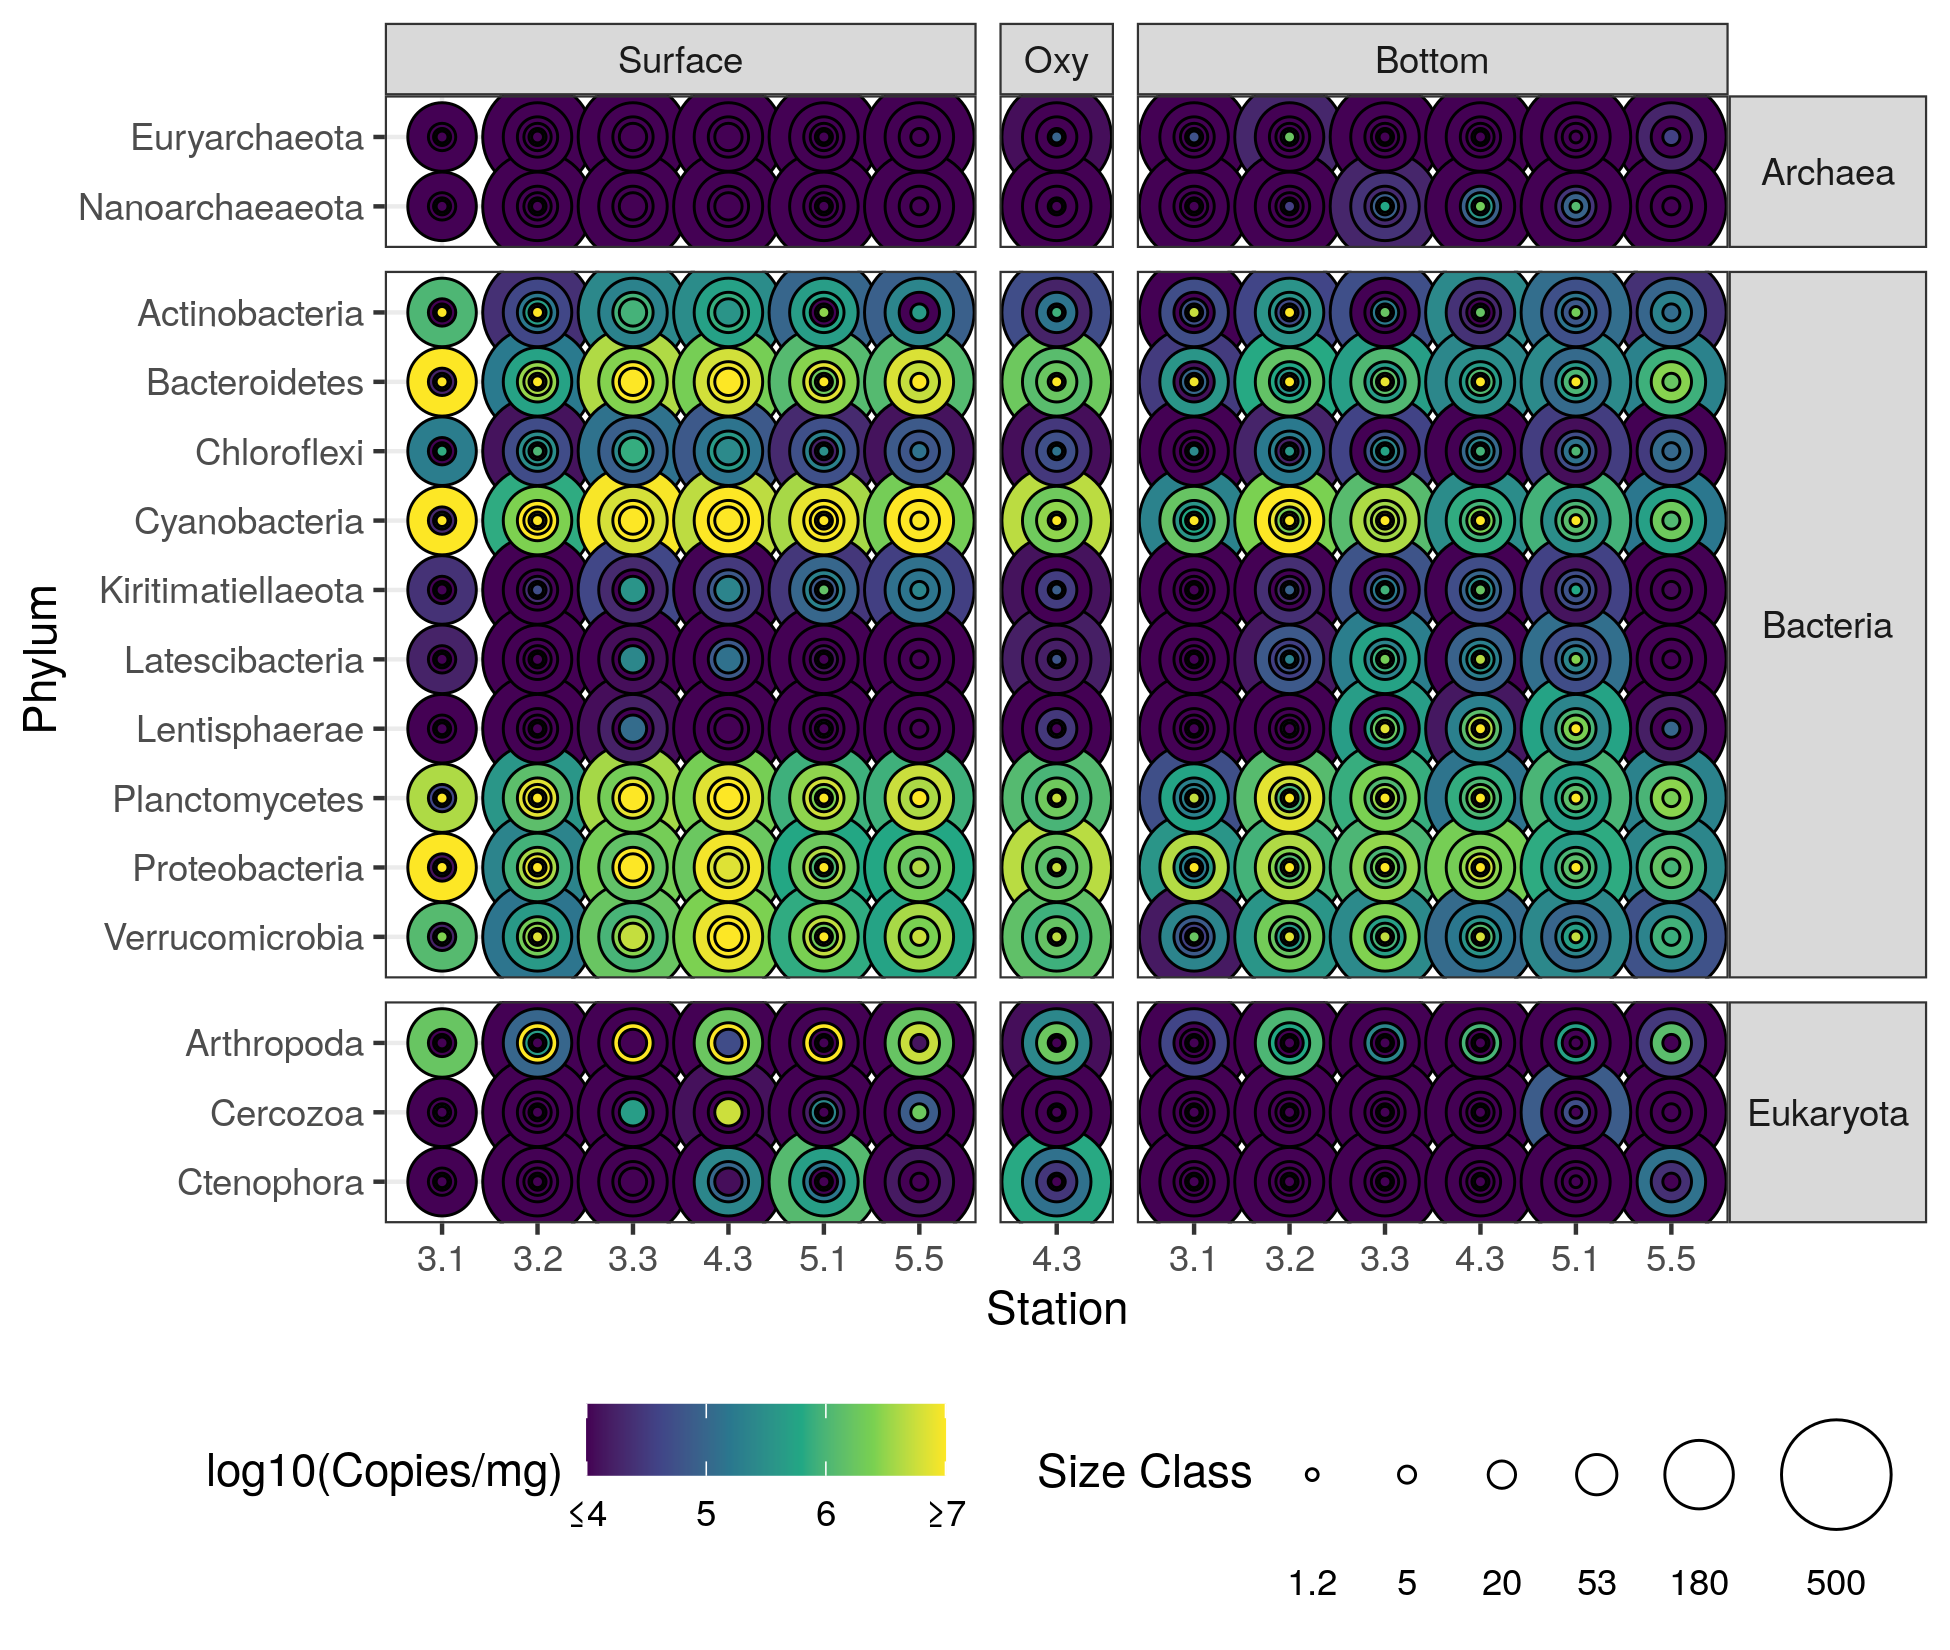 Surface Oxy Bottom
Euryarchaeota
Nanoarchaeaeota
Archaea
Actinobacteria
Bacteroidetes
Chloroflexi
Cyanobacteria
Kiritimatiellaeota
Latescibacteria
Lentisphaerae
Planctomycetes
Proteobacteria
Verrucomicrobia
Bacteria
Arthropoda
Cercozoa
Ctenophora
Eukaryota
Phylum
3.1 3.2 3.3 4.3 5.1 5.5 4.3 3.1 3.2 3.3 4.3 5.1 5.5
Station
log10(Copies/mg)
≤4 5 6 ≥7
Size Class
1.2 5 20 53 180 500